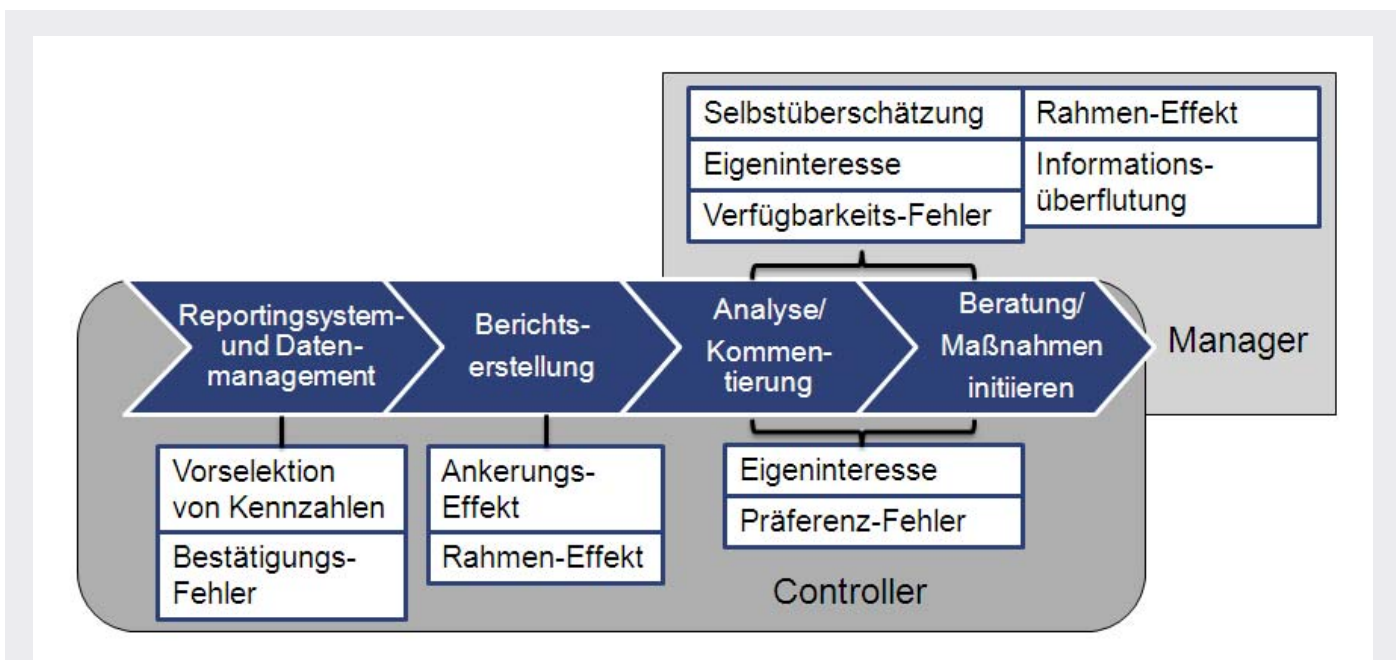 Selbstüberschätzung
Eigeninteresse
Verfügbarkeits-Fehler
Rahmen-Effekt
Informations-
überflutung
Manager
Reportingsystem-
und Daten-
management
Berichts-
erstellung
Analyse/
Kommen-
tierung
Beratung/
Maßnahmen
initiieren
Vorselektion
von Kennzahlen
Bestätigungs-
Fehler
Ankerungs-
Effekt
Rahmen-Effekt
Eigeninteresse
Präferenz-Fehler
Controller